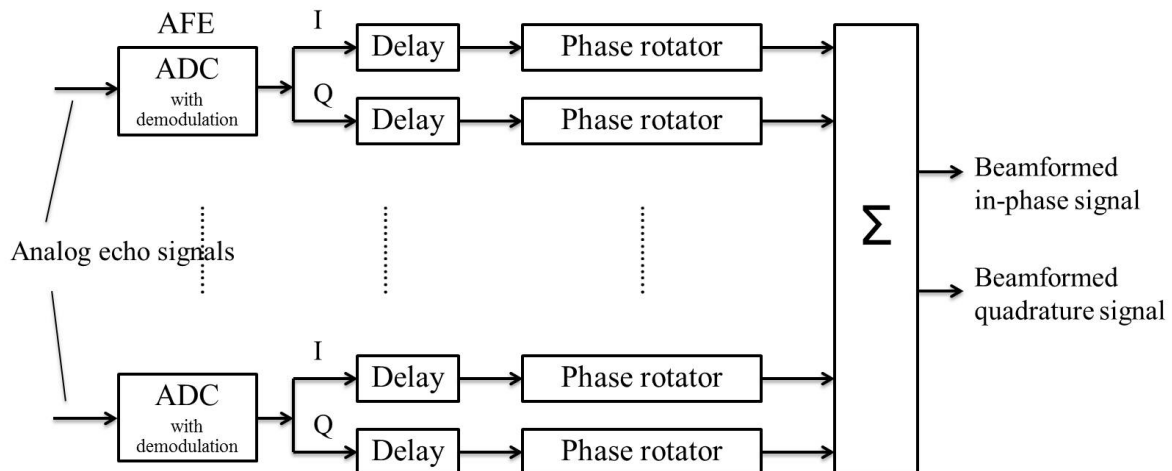 AFE
ADC
with
demodulation
I
Delay
Phase rotator
Q
Delay
Phase rotator
Σ
Beamformed
in-phase signal
Analog echo signals
Beamformed
quadrature signal
ADC
with
demodulation
I
Delay
Phase rotator
Q
Delay
Phase rotator